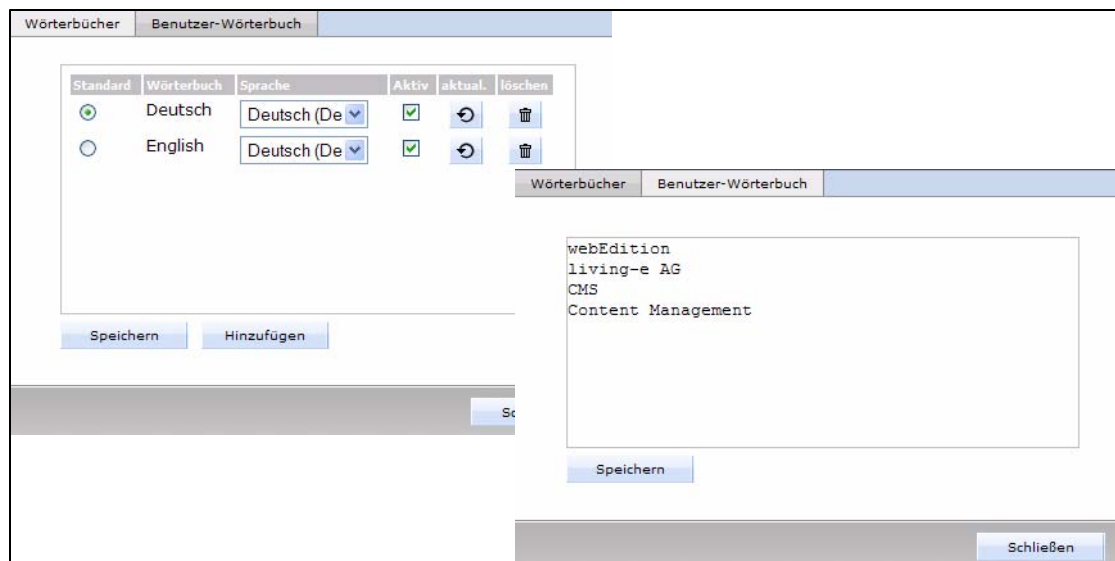 Wörterbücher Benutzer-Wörterbuch
Standard Wörterbuch Sprache Aktiv aktual. löschen
Deutsch Deutsch (De
English Deutsch (De
Speichern Hinzufügen
Wörterbücher Benutzer-Wörterbuch
webEdition
living-e AG
CMS
Content Management
Speichern
Schließen